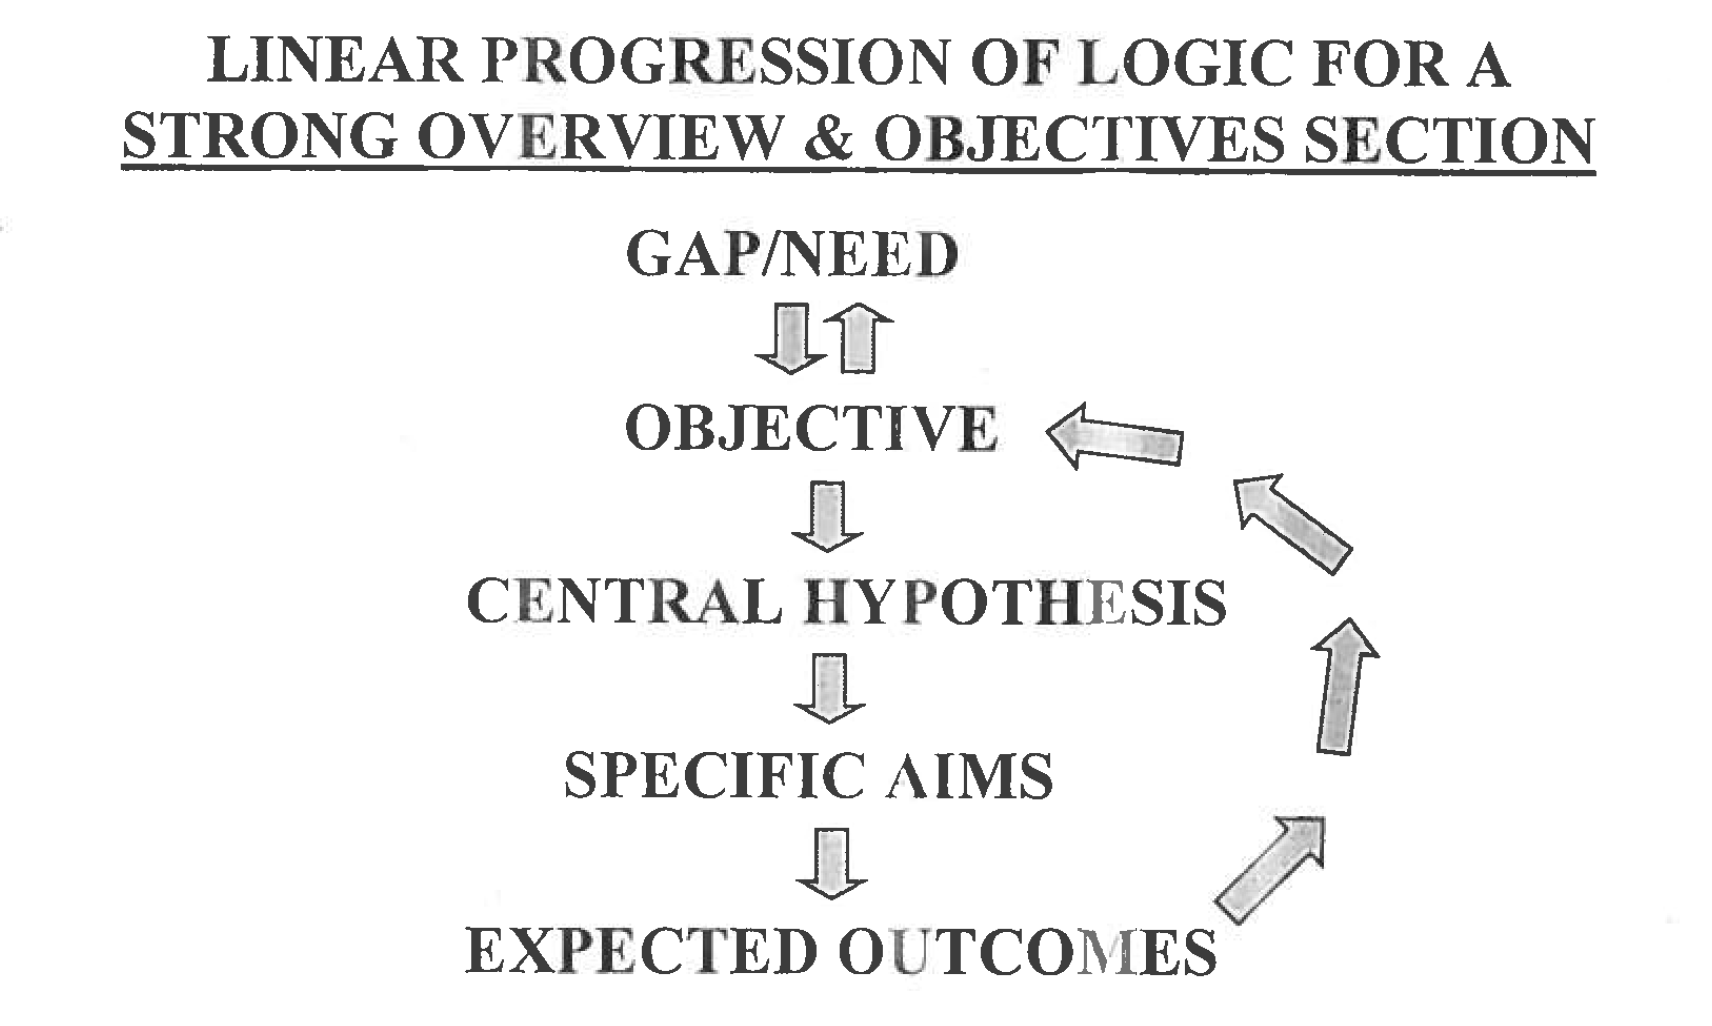 LINEAR PROGRESSION OF LOGIC FOR A
STRONG OVERVIEW & OBJECTIVES SECTION
GAP/NEED
OBJECTIVE
CENTRAL HYPOTHESIS
SPECIFIC AIMS
EXPECTED OUTCOMES